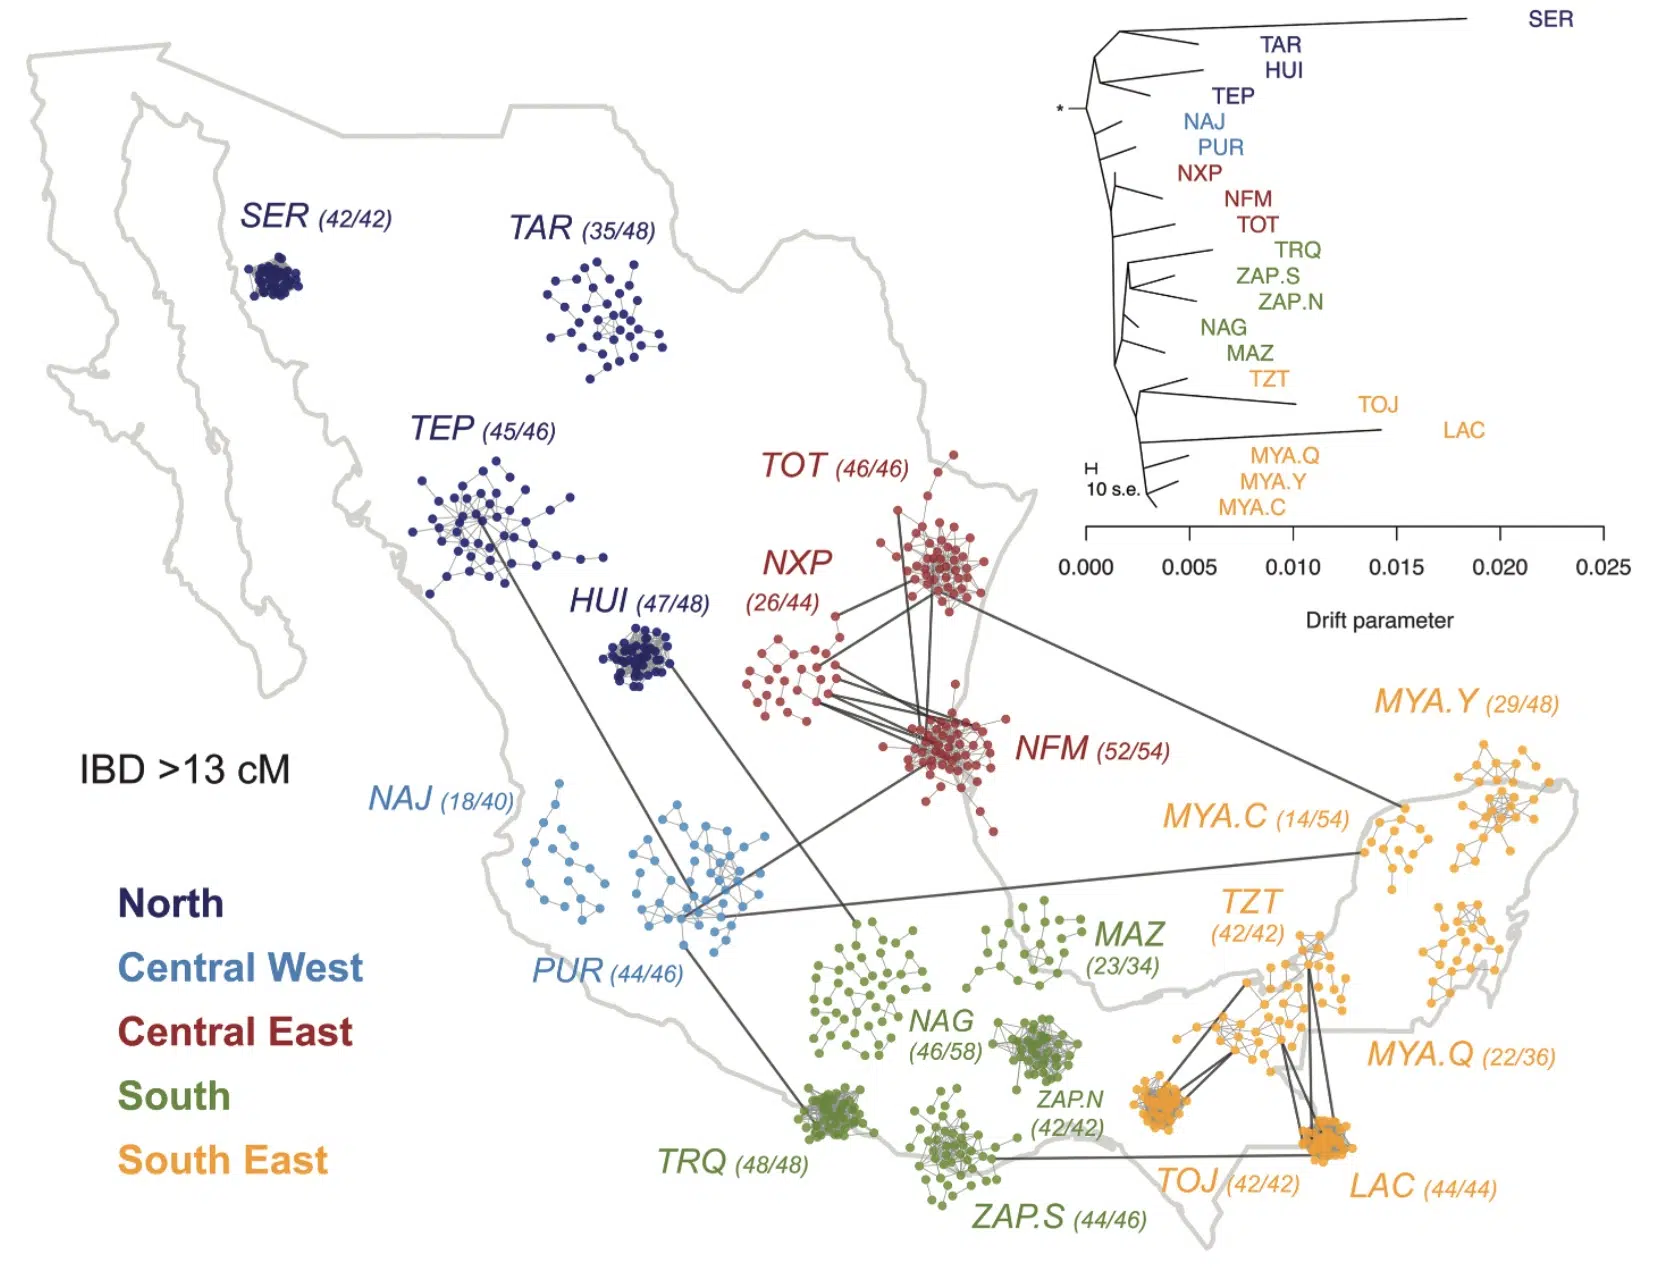 SER
TAR
HUI
TEP
NAJ
PUR
NXP
NFM
TOT
TRQ
ZAP.S
ZAP.N
NAG
MAZ
TZT
TOJ
LAC
MYA.Q
MYA.Y
MYA.C
*
H
10 s.e.
0.000 0.005 0.010 0.015 0.020 0.025
Drift parameter
SER (42/42)
TAR (35/48)
TEP (45/46)
TOT (46/46)
NXP
(26/44)
HUI (47/48)
MYA.Y (29/48)
NFM (52/54)
IBD >13 cM
NAJ (18/40)
MYA.C (14/54)
North
Central West
Central East
South
South East
TZT
(42/42)
MAZ
(23/34)
PUR (44/46)
NAG
(46/58)
MYA.Q (22/36)
ZAP.N
(42/42)
TRQ (48/48)
TOJ (42/42)
LAC (44/44)
ZAP.S (44/46)